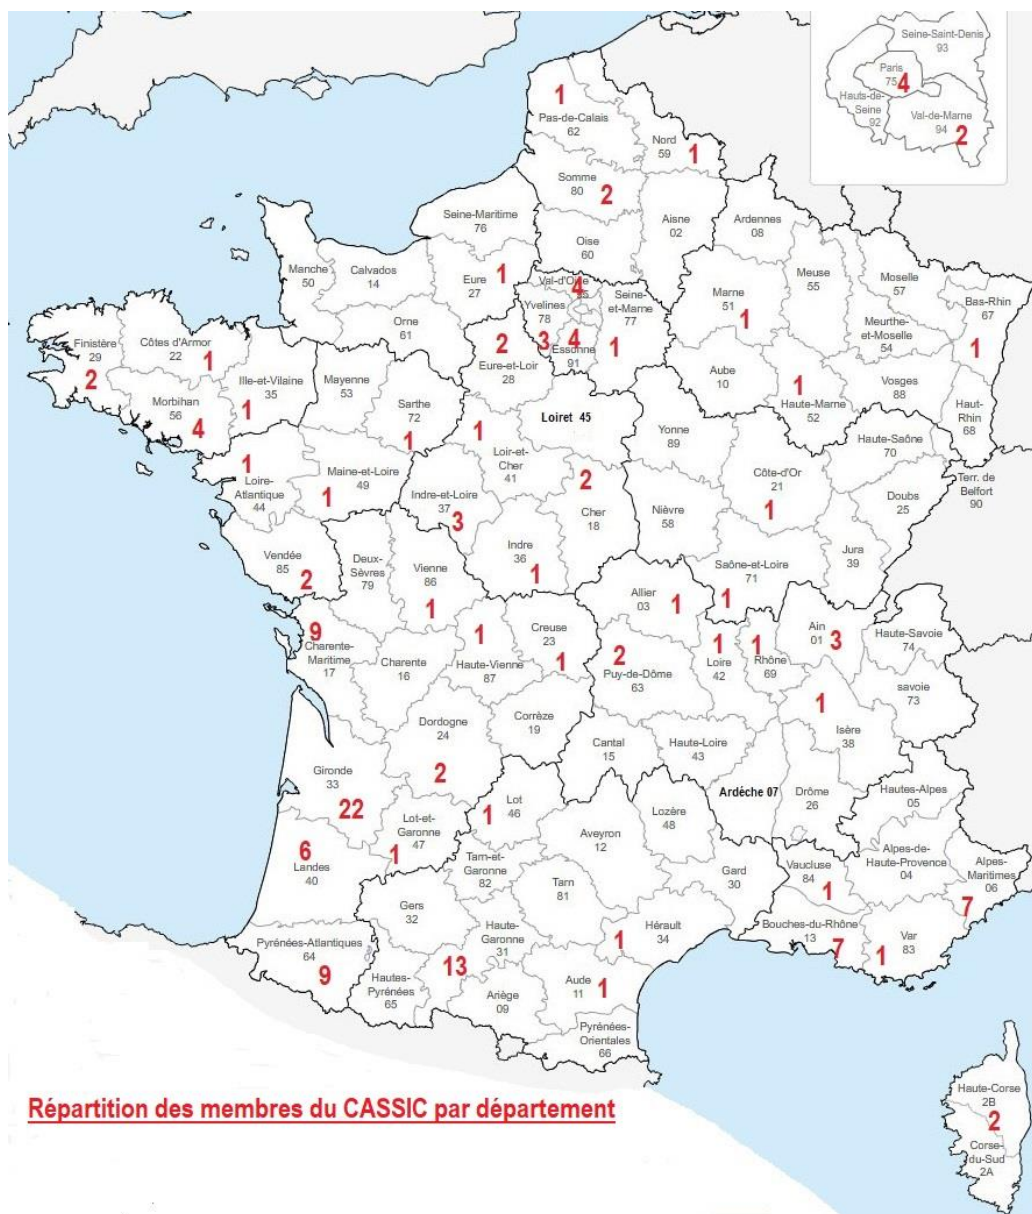 Seine-Saint-Denis
93
Paris
75
4
Hauts-de-
Seine
92
Val-de-Marne
94
2
1
Pas-de-Calais
62
Nord
59
1
Somme
80
2
Seine-Maritime
76
Aisne
02
Ardennes
08
Oise
60
Manche
50
Calvados
14
Eure
27
1
Val-d'Oise
4
Yvelines
78
3
Seine-
et-Marne
77
1
4
Essonne
91
Marne
51
1
Meuse
55
Moselle
57
Bas-Rhin
67
1
Meurthe-
et-Moselle
54
Orne
61
2
Eure-et-Loir
28
Finistère
29
2
Côtes d'Armor
22
1
Ille-et-Vilaine
35
1
Mayenne
53
Morbihan
56
4
Sarthe
72
1
Aube
10
1
Haute-Marne
52
Vosges
88
Haut-
Rhin
68
Loiret 45
1
Loir-et-
Cher
41
Yonne
89
Haute-Saône
70
Terr. de
Belfort
90
1
Loire-
Atlantique
44
Maine-et-Loire
49
1
Indre-et-Loire
37
3
2
Cher
18
Nièvre
58
Côte-d'Or
21
1
Doubs
25
Vendée
85
2
Deux-
Sèvres
79
Vienne
86
1
Indre
36
1
Saône-et-Loire
71
1
Jura
39
Allier
03
1
9
Charente-
Maritime
17
Charente
16
1
Haute-Vienne
87
Creuse
23
1
2
Puy-de-Dôme
63
1
Loire
42
1
Rhône
69
Ain
01
3
Haute-Savoie
74
savoie
73
1
Isère
38
Dordogne
24
2
Corrèze
19
Cantal
15
Haute-Loire
43
Gironde
33
22
Ardéche 07
Drôme
26
Hautes-Alpes
05
Lot-et-
Garonne
47
1
Lot
46
1
Aveyron
12
Lozère
48
6
Landes
40
Tarn-et-
Garonne
82
Tarn
81
Gard
30
Vaucluse
84
1
Alpes-de-
Haute-Provence
04
Alpes-
Maritimes
06
7
Gers
32
Haute-
Garonne
31
13
Hérault
34
1
Bouches-du-Rhône
13
7
Var
83
1
Pyrénées-Atlantiques
64
9
Hautes-
Pyrénées
65
Ariège
09
Aude
11
1
Pyrénées-
Orientales
66
Haute-Corse
2B
2
Corse-
du-Sud
2A
Répartition des membres du CASSIC par département